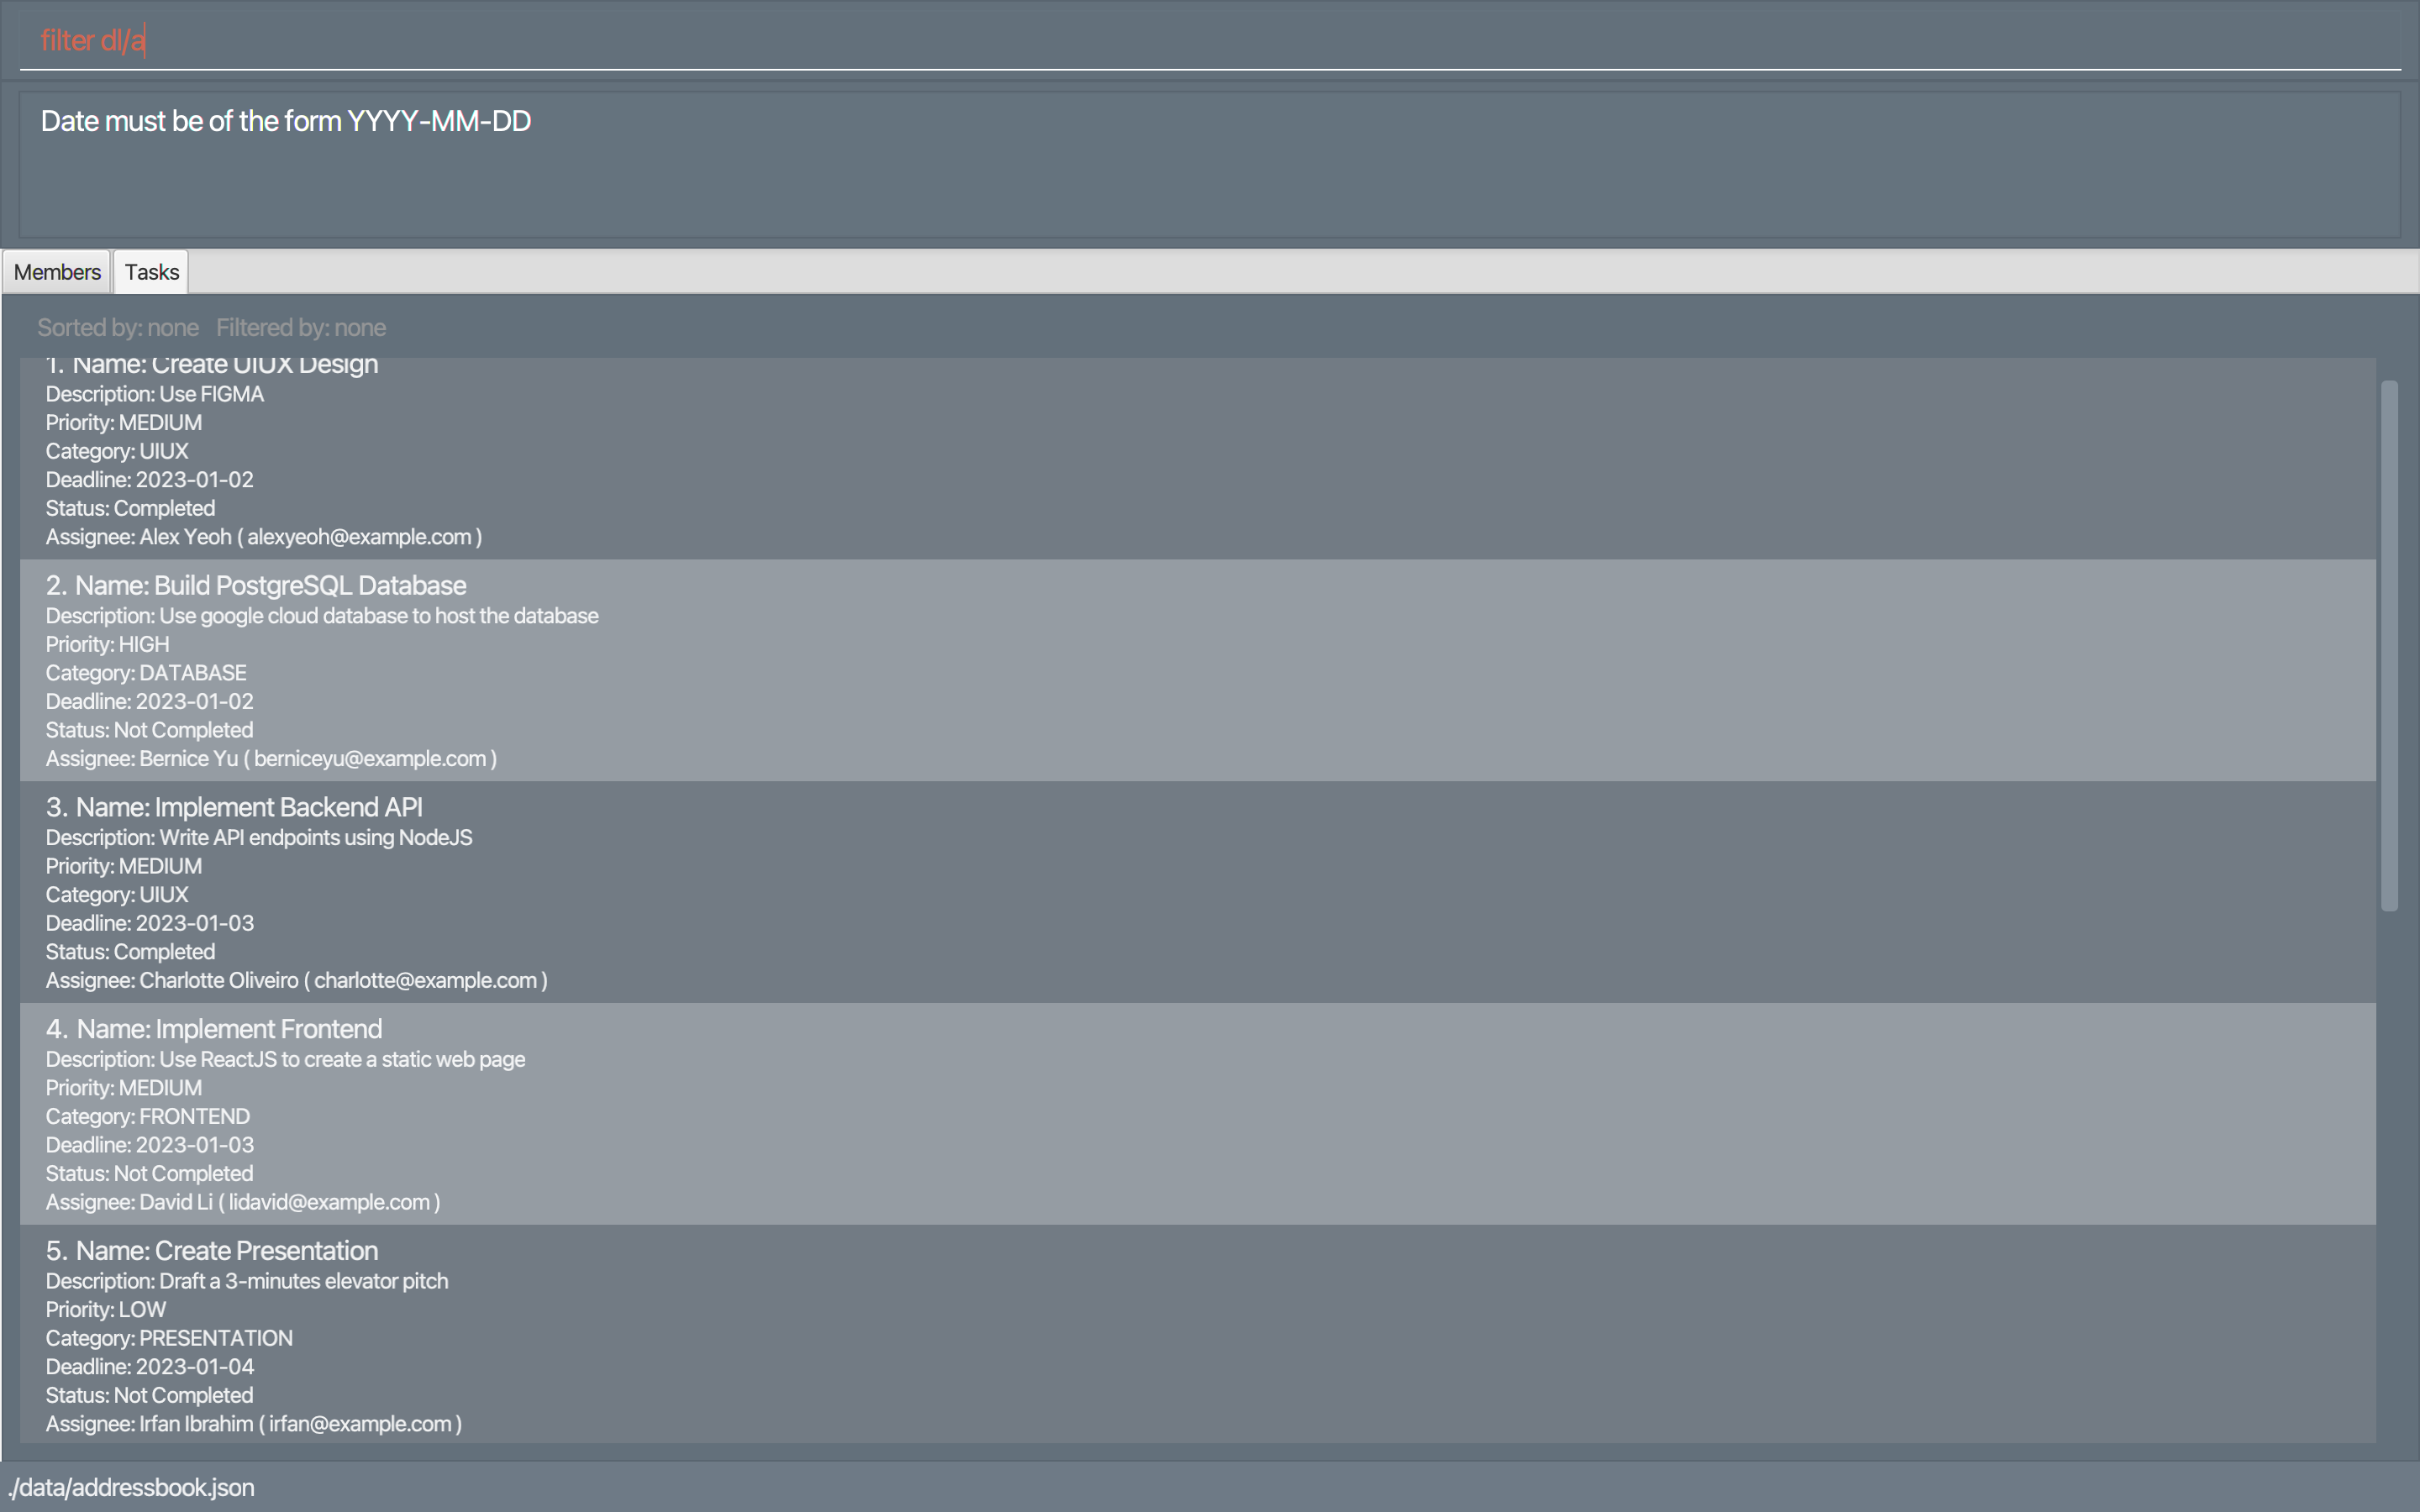 filter dl/a
Date must be of the form YYYY-MM-DD
Members Tasks
Sorted by: none Filtered by: none
1. Name: Create UIUX Design
Description: Use FIGMA
Priority: MEDIUM
Category: UIUX
Deadline: 2023-01-02
Status: Completed
Assignee: Alex Yeoh ( alexyeoh@example.com )
2. Name: Build PostgreSQL Database
Description: Use google cloud database to host the database
Priority: HIGH
Category: DATABASE
Deadline: 2023-01-02
Status: Not Completed
Assignee: Bernice Yu ( berniceyu@example.com )
3. Name: Implement Backend API
Description: Write API endpoints using NodeJS
Priority: MEDIUM
Category: UIUX
Deadline: 2023-01-03
Status: Completed
Assignee: Charlotte Oliveiro ( charlotte@example.com )
4. Name: Implement Frontend
Description: Use ReactJS to create a static web page
Priority: MEDIUM
Category: FRONTEND
Deadline: 2023-01-03
Status: Not Completed
Assignee: David Li ( lidavid@example.com )
5. Name: Create Presentation
Description: Draft a 3-minutes elevator pitch
Priority: LOW
Category: PRESENTATION
Deadline: 2023-01-04
Status: Not Completed
Assignee: Irfan Ibrahim ( irfan@example.com )
./data/addressbook.json